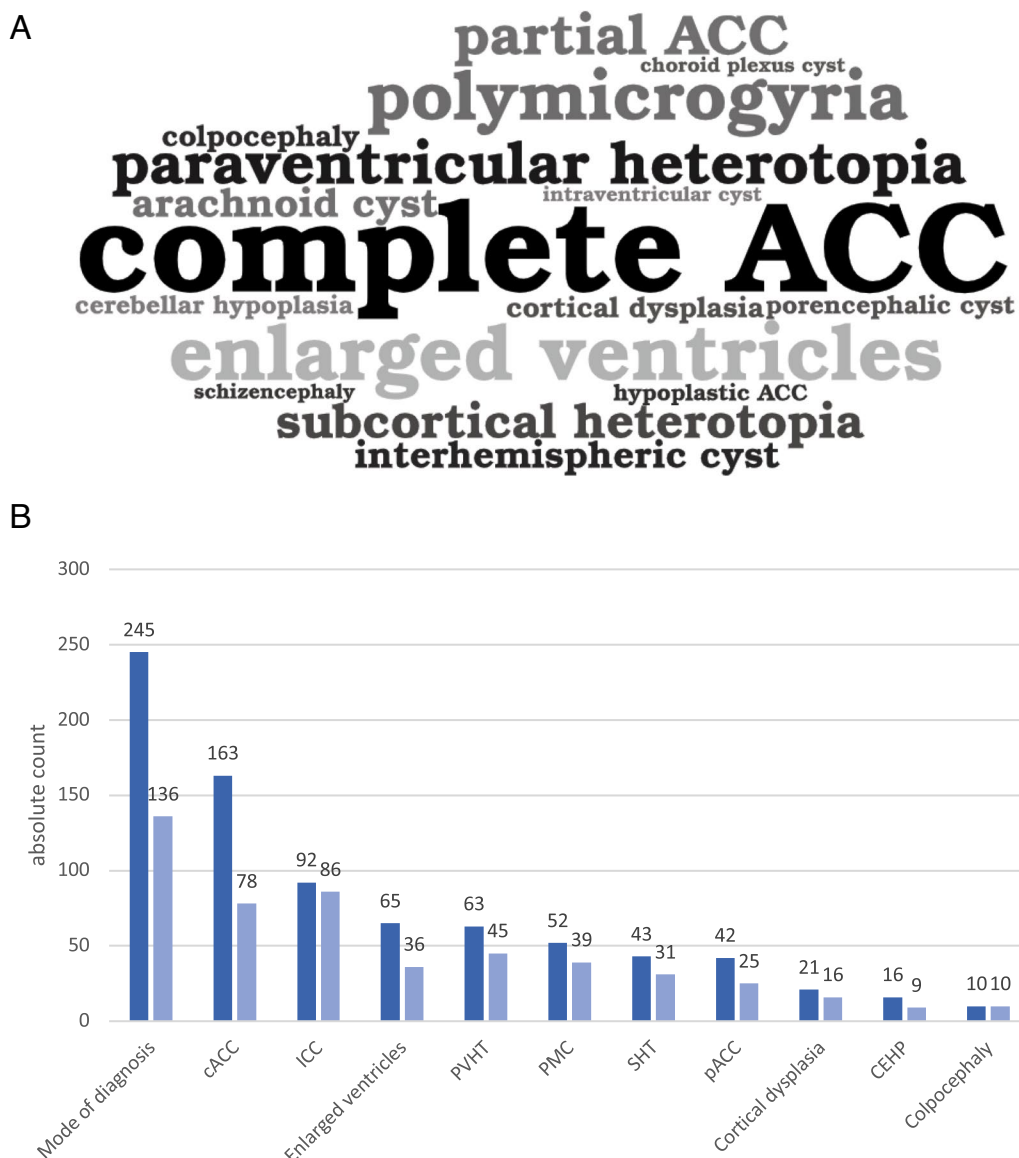 A
partial ACC
choroid plexus cyst
polymicrogyria
colpocephaly
paraventricular heterotopia
intraventricular cyst
arachnoid cyst
complete ACC
cerebellar hypoplasia
cortical dysplasia
porencephalic cyst
enlarged ventricles
schizencephaly
hypoplastic ACC
subcortical heterotopia
interhemispheric cyst
B
absolute count
300
250
200
150
100
50
0
245
136
163
78
92
86
65
36
63
45
52
39
43
31
42
25
21
16
16
9
10
10
Mode of diagnosis
cACC
ICC
Enlarged ventricles
PVHT
PMC
SHT
pACC
Cortical dysplasia
CEHP
Colpocephaly